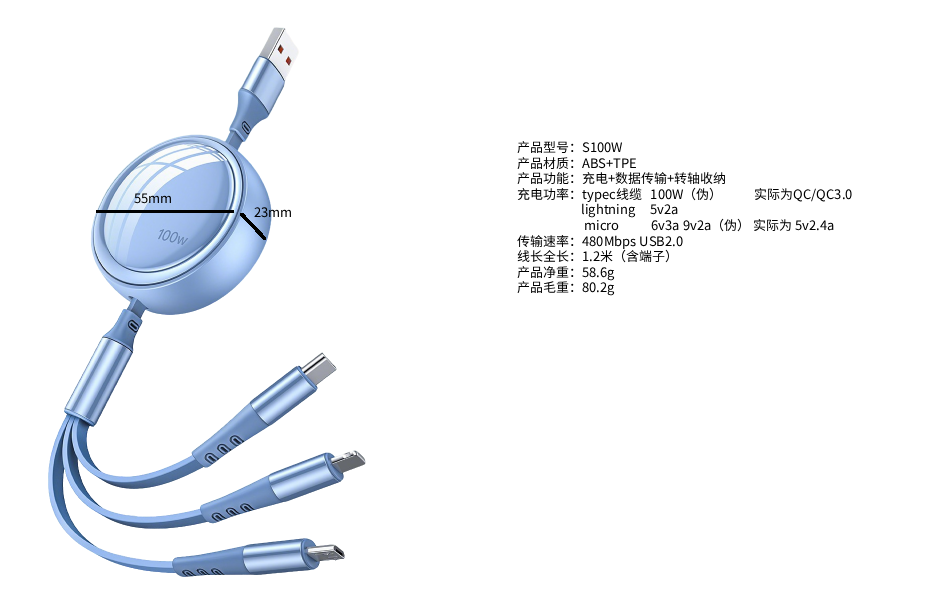 55mm
23mm
100w
产品型号：S100W
产品材质：ABS+TPE
产品功能：充电+数据传输+转轴收纳
充电功率：typec线缆 100W（伪） 实际为QC/QC3.0
lightning 5v2a
micro 6v3a 9v2a（伪） 实际为 5v2.4a
传输速率：480Mbps USB2.0
线长全长：1.2米（含端子）
产品净重：58.6g
产品毛重：80.2g